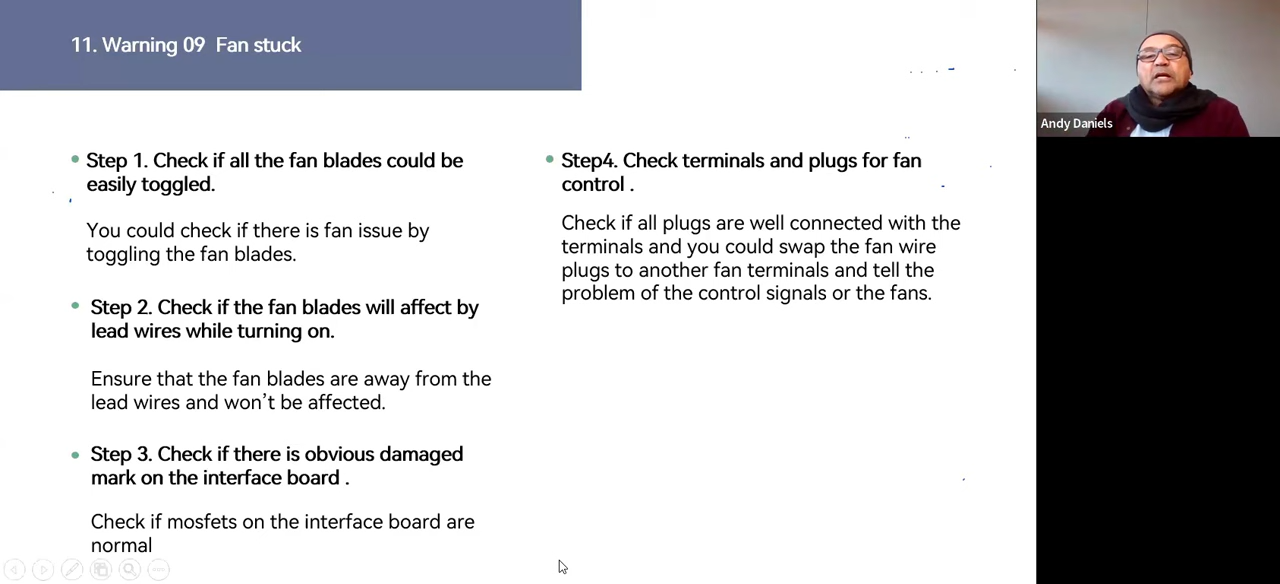 11. Warning 09 Fan stuck
Step 1. Check if all the fan blades could be
easily toggled.
You could check if there is fan issue by
toggling the fan blades.
Step 2. Check if the fan blades will affect by
lead wires while turning on.
Ensure that the fan blades are away from the
lead wires and won't be affected.
Step 3. Check if there is obvious damaged
mark on the interface board .
Check if mosfets on the interface board are
normal
Step4. Check terminals and plugs for fan
control .
Check if all plugs are well connected with the
terminals and you could swap the fan wire
plugs to another fan terminals and tell the
problem of the control signals or the fans.
Andy Daniels